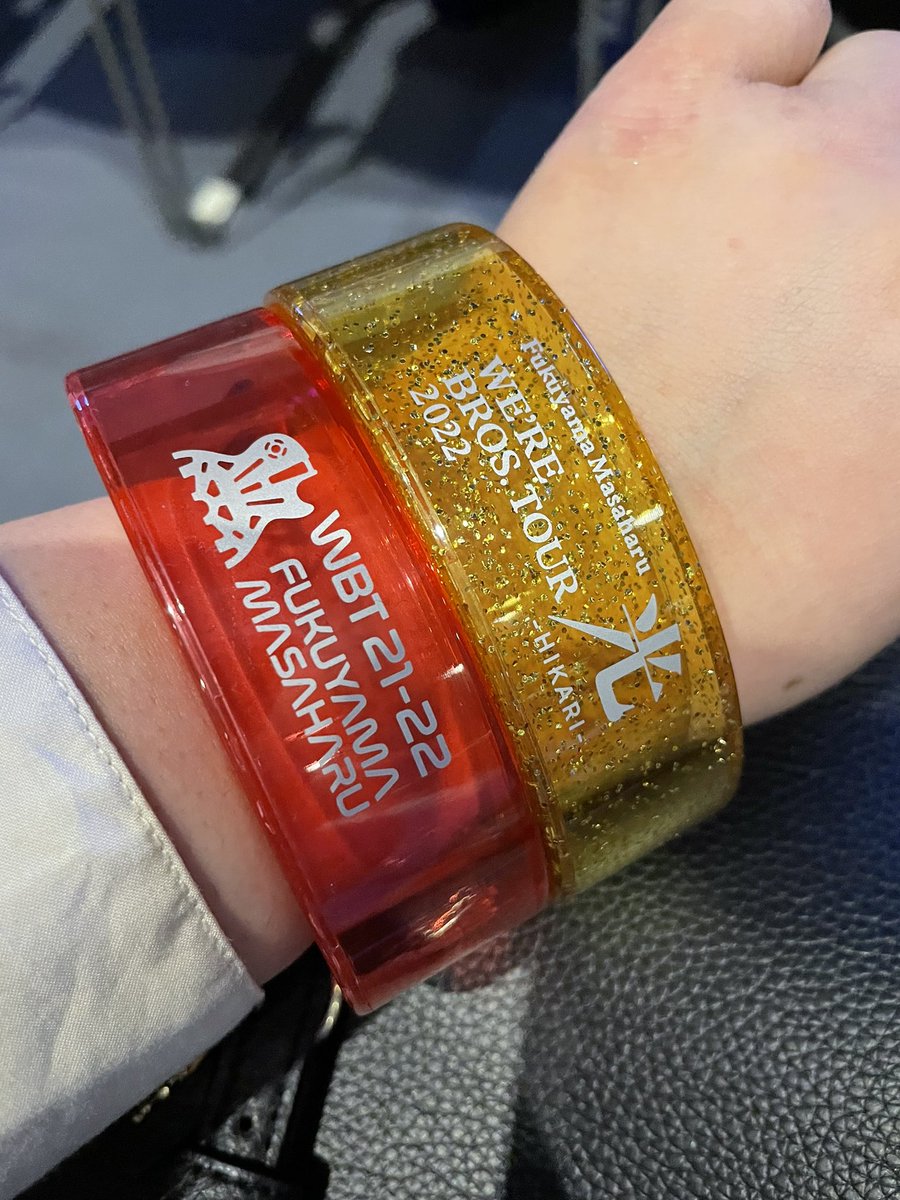 WBT 21-22
FUKUYAMA
MASAHARU
Fukuyama Masaharu
WE'RE
BROS. TOUR
2022
光
-HIKARI-